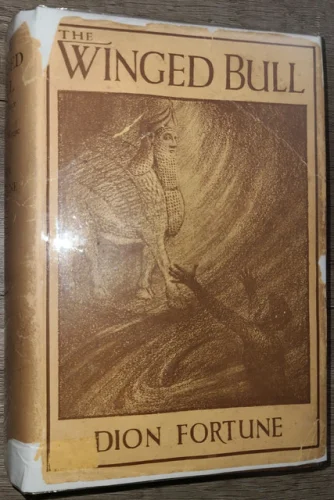 THE
WINGED BULL
DION FORTUNE